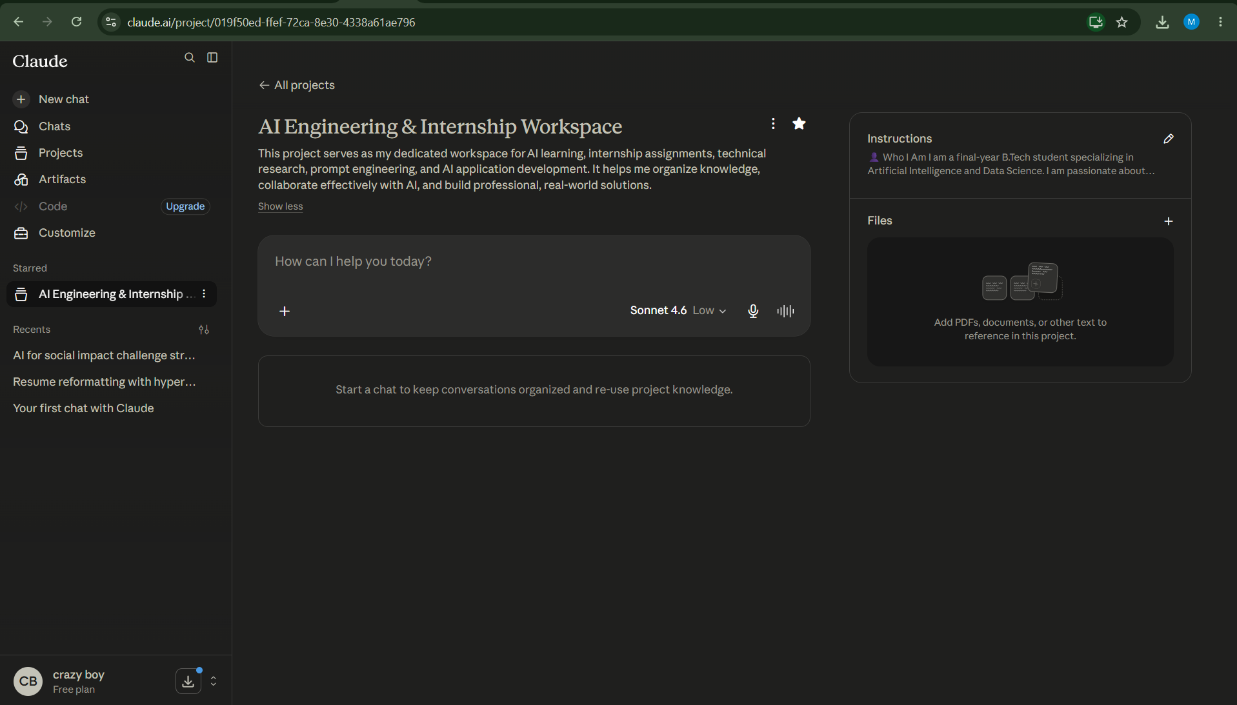 claude.ai/project/019f50ed-ffef-72ca-8e30-4338a61ae796
M
Claude
New chat
Chats
Projects
Artifacts
Code
Upgrade
Customize
Starred
AI Engineering & Internship ...
Recents
AI for social impact challenge str...
Resume reformatting with hyper...
Your first chat with Claude
CB
crazy boy
Free plan
All projects
AI Engineering & Internship Workspace
This project serves as my dedicated workspace for AI learning, internship assignments, technical
research, prompt engineering, and AI application development. It helps me organize knowledge,
collaborate effectively with AI, and build professional, real-world solutions.
Show less
How can I help you today?
Sonnet 4.6 Low
Start a chat to keep conversations organized and re-use project knowledge.
Instructions
👤 Who I Am I am a final-year B.Tech student specializing in
Artificial Intelligence and Data Science. I am passionate about...
Files
Add PDFs, documents, or other text to
reference in this project.